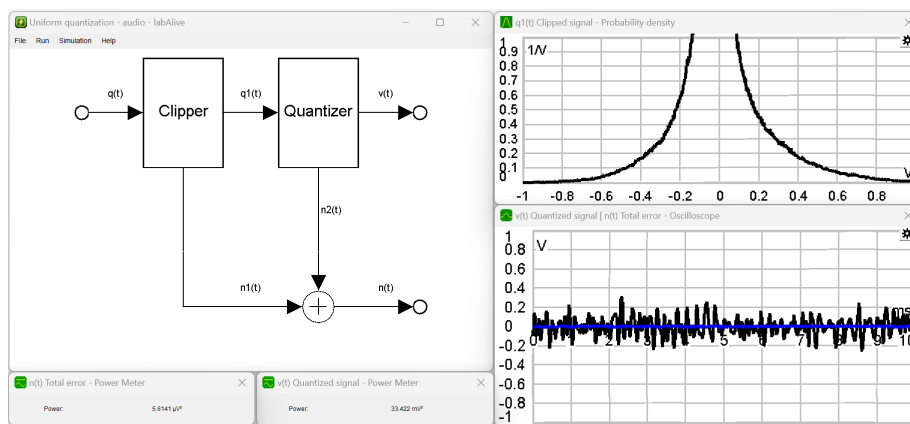 Uniform quantization - audio - labAlive
File Run Simulation Help
q(t)
Clipper
q1(t)
Quantizer
v(t)
n2(t)
n1(t)
n(t)
n(t) Total error - Power Meter
Power: 5.6141 µV²
v(t) Quantized signal - Power Meter
Power: 33.422 mV²
q1(t) Clipped signal - Probability density
1
1/V
0.9
0.8
0.7
0.6
0.5
0.4
0.3
0.2
0.1
0
V
-1 -0.8 -0.6 -0.4 -0.2 0 0.2 0.4 0.6 0.8
v(t) Quantized signal | n(t) Total error - Oscilloscope
1
V
0.8
0.6
0.4
0.2
ms
0
0 1 2 3 4 5 6 7 8 9 10
-0.2
-0.4
-0.6
-0.8
-1